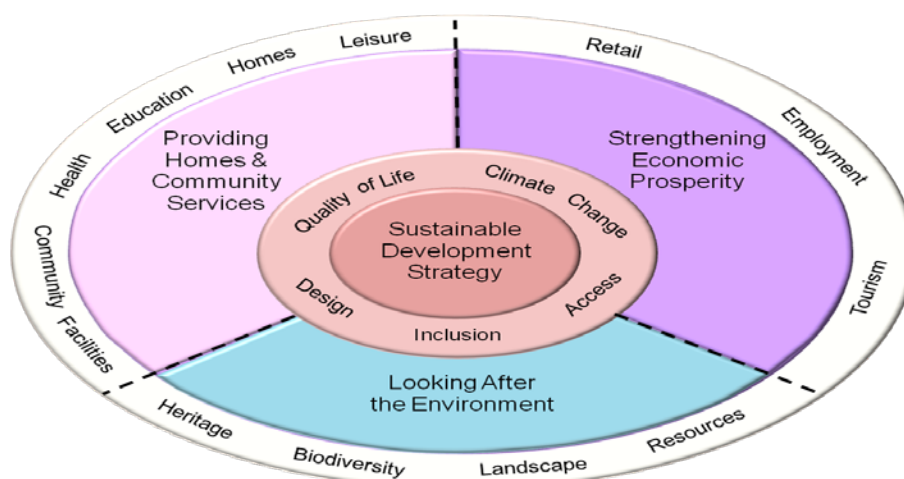 Leisure
Homes
Education
Health
Community Facilities
Retail
Employment
Tourism
Providing
Homes &
Community
Services
Strengthening
Economic
Prosperity
Quality of Life
Climate Change
Sustainable
Development
Strategy
Design
Inclusion
Access
Looking After
the Environment
Heritage
Biodiversity
Landscape
Resources